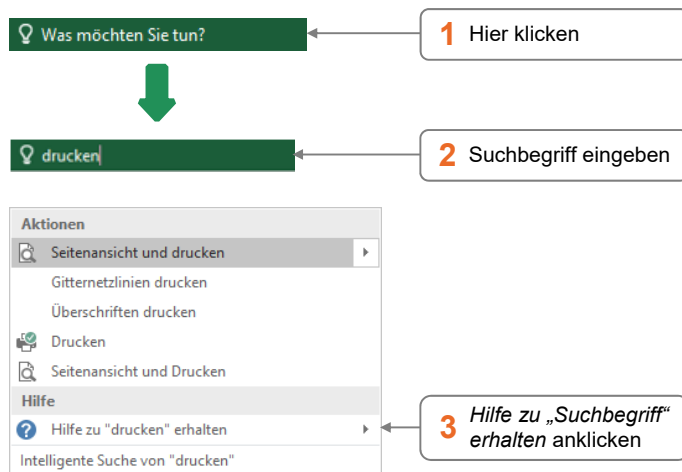 Was möchten Sie tun?
1 Hier klicken
drucken
2 Suchbegriff eingeben
Aktionen
Seitenansicht und drucken
Gitternetzlinien drucken
Überschriften drucken
Drucken
Seitenansicht und Drucken
Hilfe
Hilfe zu "drucken" erhalten
3 Hilfe zu „Suchbegriff“
erhalten anklicken
Intelligente Suche von "drucken"